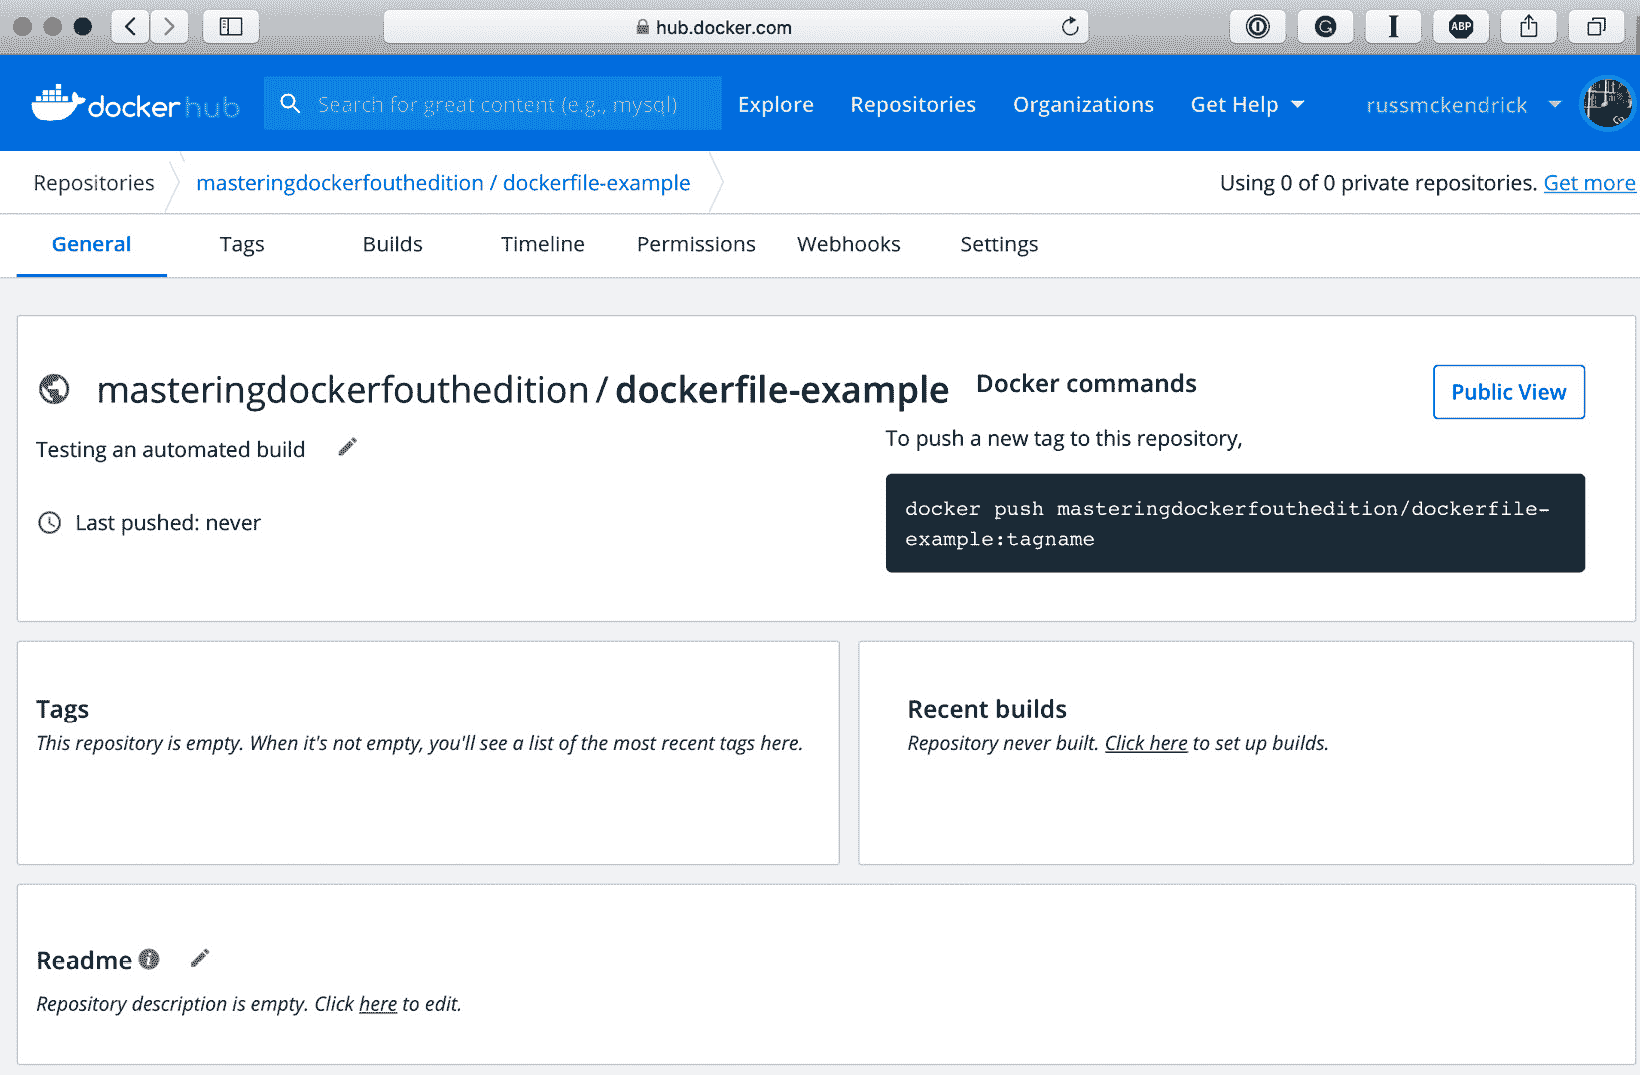 hub.docker.com
ABP
docker hub
Search for great content (e.g., mysql)
Explore
Repositories
Organizations
Get Help
russmckendrick
Repositories
masteringdockerfouthedition / dockerfile-example
Using 0 of 0 private repositories. Get more
General
Tags
Builds
Timeline
Permissions
Webhooks
Settings
masteringdockerfouthedition / dockerfile-example
Docker commands
Public View
Testing an automated build
To push a new tag to this repository,
Last pushed: never
docker push masteringdockerfouthedition/dockerfile-
example:tagname
Tags
This repository is empty. When it's not empty, you'll see a list of the most recent tags here.
Recent builds
Repository never built. Click here to set up builds.
Readme
Repository description is empty. Click here to edit.